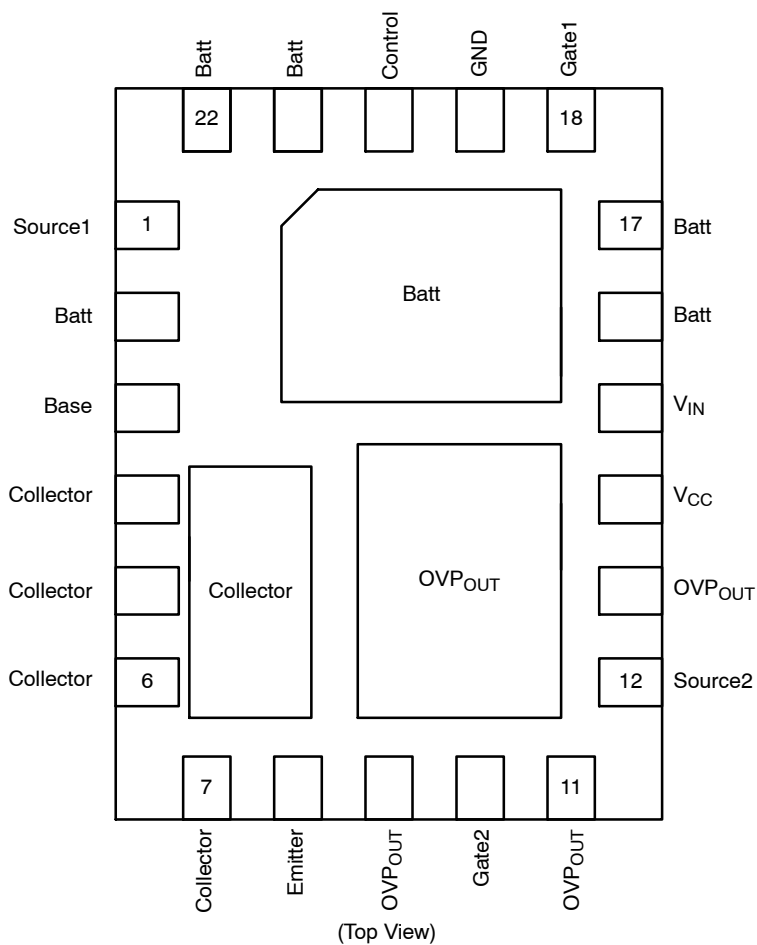 Batt
Batt
Control
GND
Gate1
22
18
Source1
1
17
Batt
Batt
Batt
Batt
Base
VIN
Collector
VCC
Collector
Collector
OVPOUT
OVPOUT
Collector
6
12
Source2
7
11
Collector
Emitter
OVPOUT
Gate2
OVPOUT
(Top View)